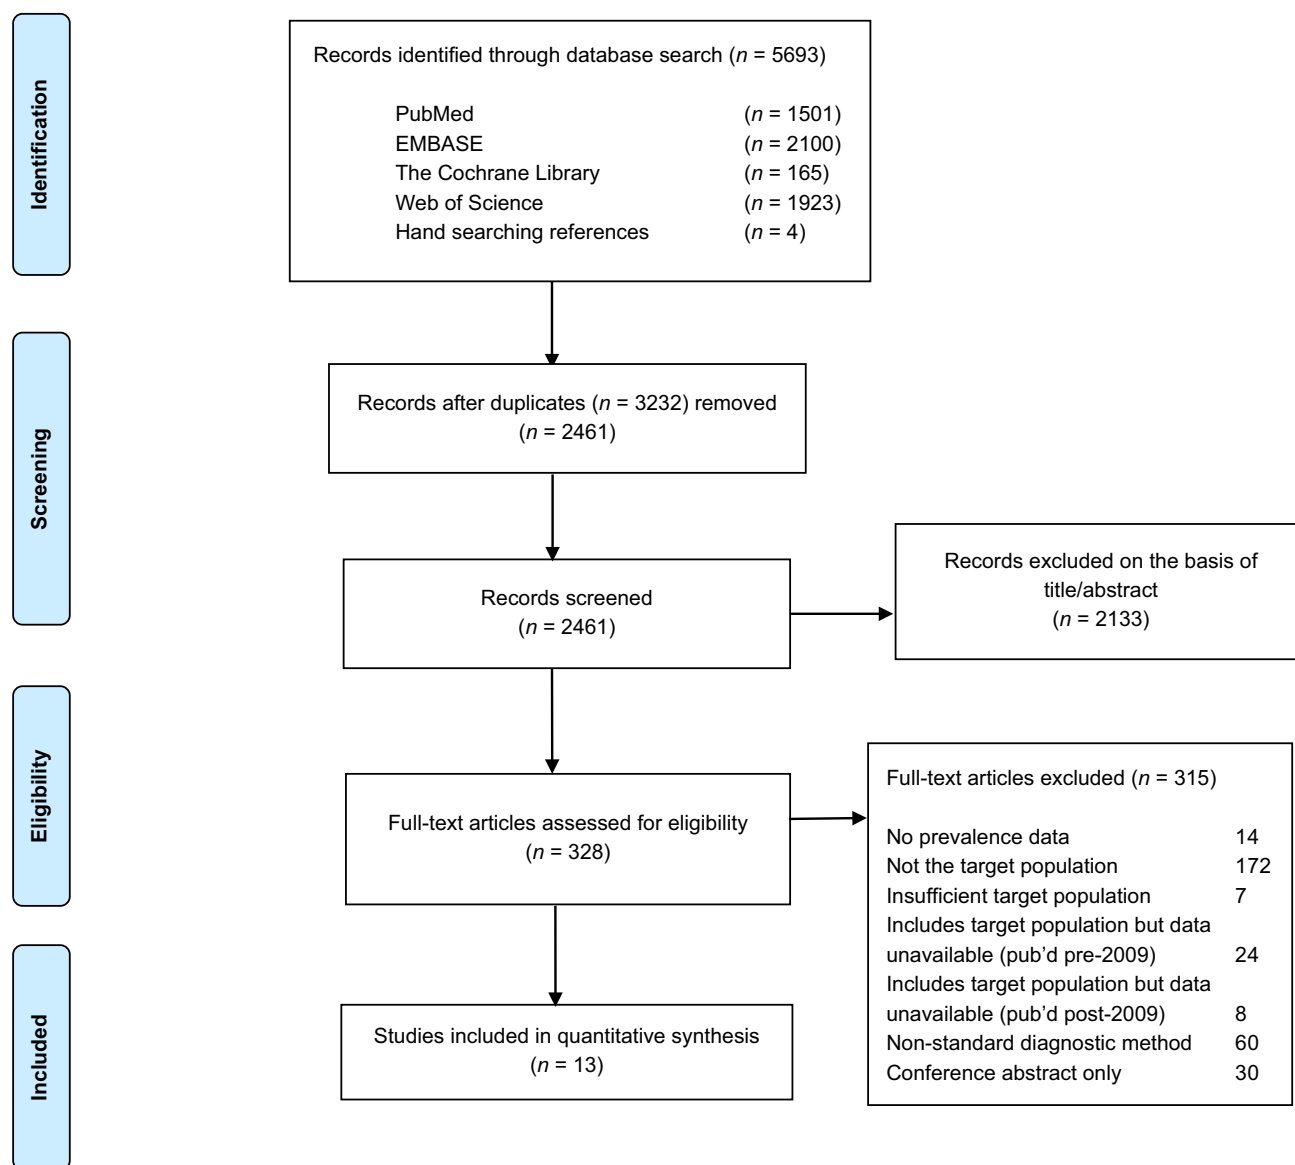 Identification
Records identified through database search (n = 5693)
PubMed (n = 1501)
EMBASE (n = 2100)
The Cochrane Library (n = 165)
Web of Science (n = 1923)
Hand searching references (n = 4)
Screening
Records after duplicates (n = 3232) removed
(n = 2461)
Records screened
(n = 2461)
Records excluded on the basis of
title/abstract
(n = 2133)
Eligibility
Full-text articles assessed for eligibility
(n = 328)
Full-text articles excluded (n = 315)
No prevalence data 14
Not the target population 172
Insufficient target population 7
Includes target population but data
unavailable (pub'd pre-2009) 24
Includes target population but data
unavailable (pub'd post-2009) 8
Non-standard diagnostic method 60
Conference abstract only 30
Included
Studies included in quantitative synthesis
(n = 13)